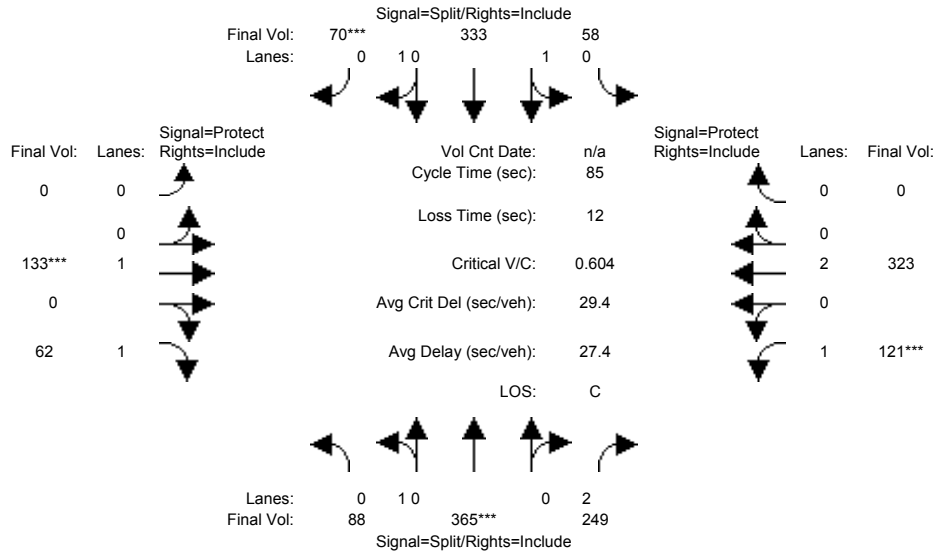 Signal=Split/Rights=Include
Final Vol: 70*** 333 58
Lanes: 0 1 0 1 0
Signal=Protect
Final Vol: Lanes: Rights=Include
Vol Cnt Date: n/a
Signal=Protect
Rights=Include Lanes: Final Vol:
0 0
Cycle Time (sec): 85
0 0
0
Loss Time (sec): 12
0
133*** 1
Critical V/C: 0.604
2 323
0
Avg Crit Del (sec/veh): 29.4
0
62 1
Avg Delay (sec/veh): 27.4
1 121***
LOS: C
Lanes: 0 1 0 0 2
Final Vol: 88 365*** 249
Signal=Split/Rights=Include